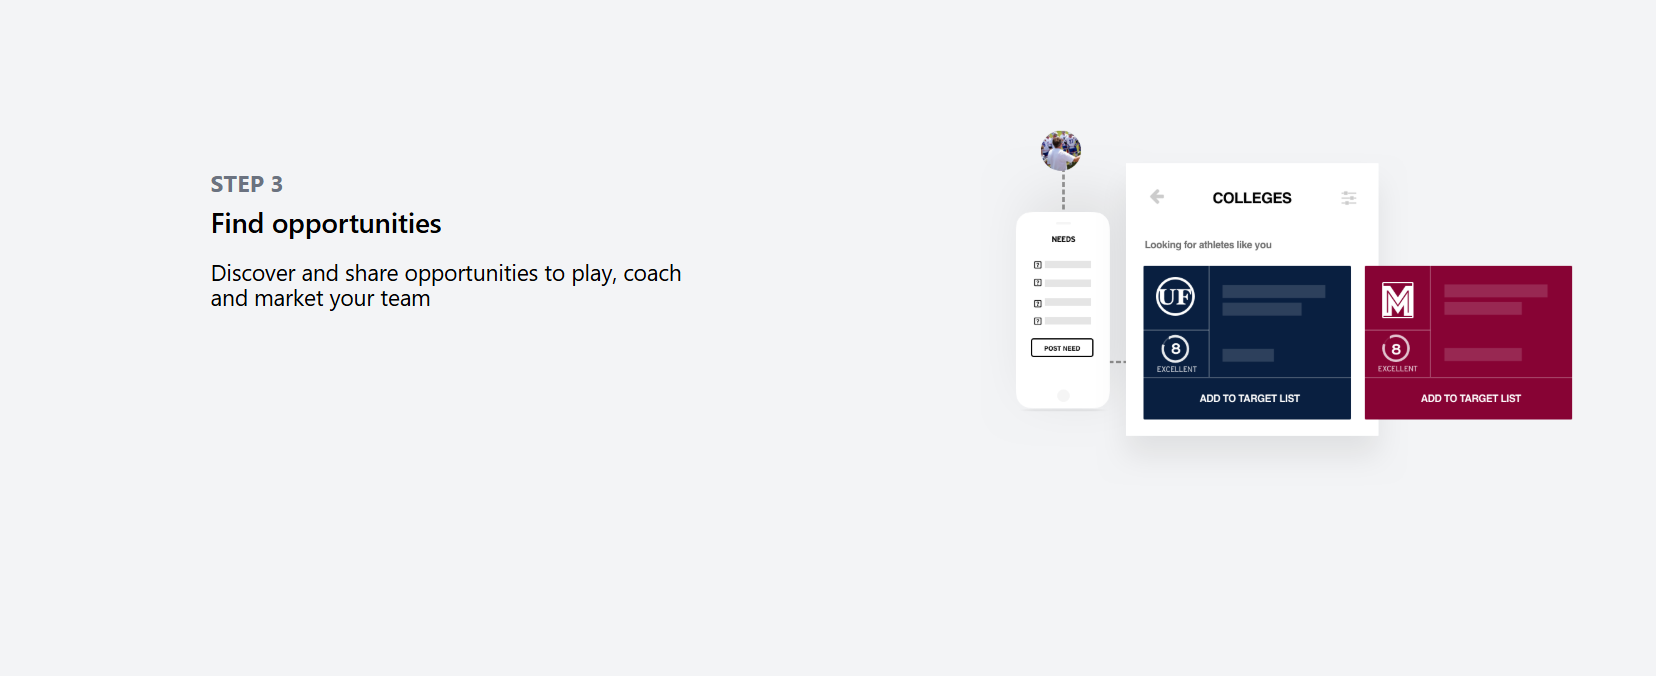 STEP 3
Find opportunities
Discover and share opportunities to play, coach
and market your team
NEEDS
?
?
?
?
POST NEED
COLLEGES
Looking for athletes like you
UF
8
EXCELLENT
ADD TO TARGET LIST
M
8
EXCELLENT
ADD TO TARGET LIST